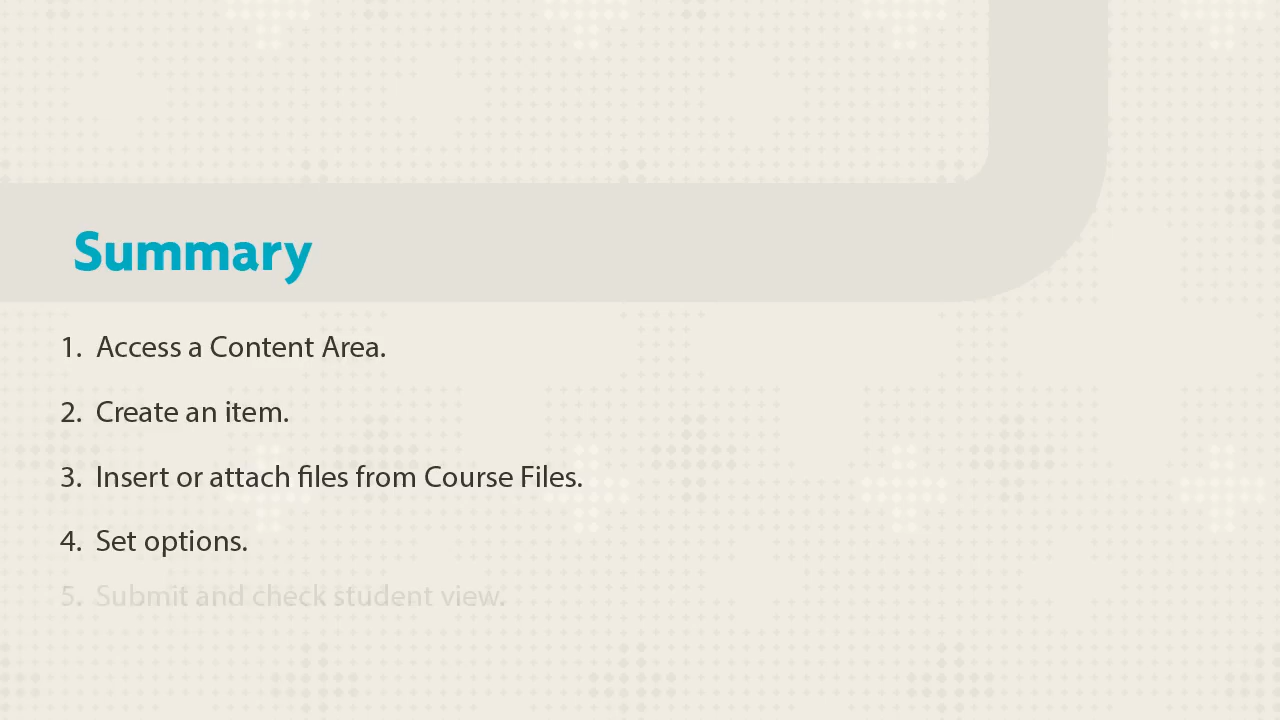 Summary
1. Access a Content Area.
2. Create an item.
3. Insert or attach files from Course Files.
4. Set options.
5. Submit and check student view.